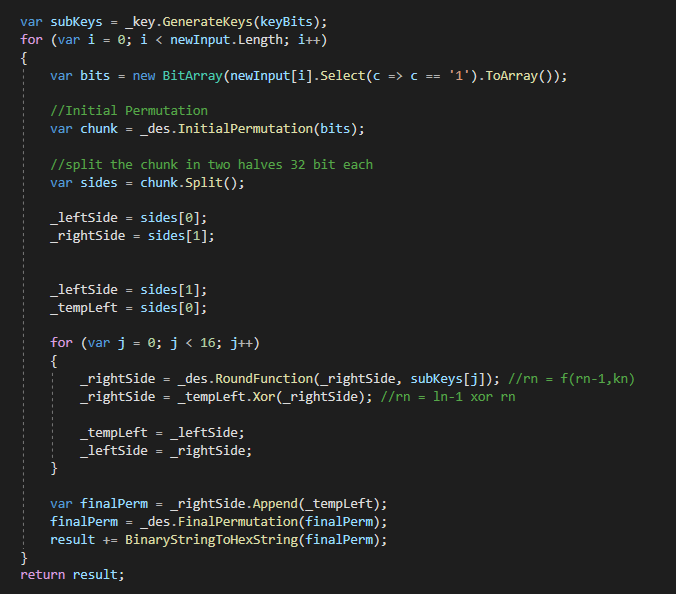 var subKeys = _key.GenerateKeys(keyBits);
for (var i = 0; i < newInput.Length; i++)
{
    var bits = new BitArray(newInput[i].Select(c => c == '1').ToArray());

    //Initial Permutation
    var chunk = _des.InitialPermutation(bits);

    //split the chunk in two halves 32 bit each
    var sides = chunk.Split();

    _leftSide = sides[0];
    _rightSide = sides[1];


    _leftSide = sides[1];
    _tempLeft = sides[0];

    for (var j = 0; j < 16; j++)
    {
        _rightSide = _des.RoundFunction(_rightSide, subKeys[j]); //rn = f(rn-1,kn)
        _rightSide = _tempLeft.Xor(_rightSide); //rn = ln-1 xor rn

        _tempLeft = _leftSide;
        _leftSide = _rightSide;
    }

    var finalPerm = _rightSide.Append(_tempLeft);
    finalPerm = _des.FinalPermutation(finalPerm);
    result += BinaryStringToHexString(finalPerm);
}
return result;